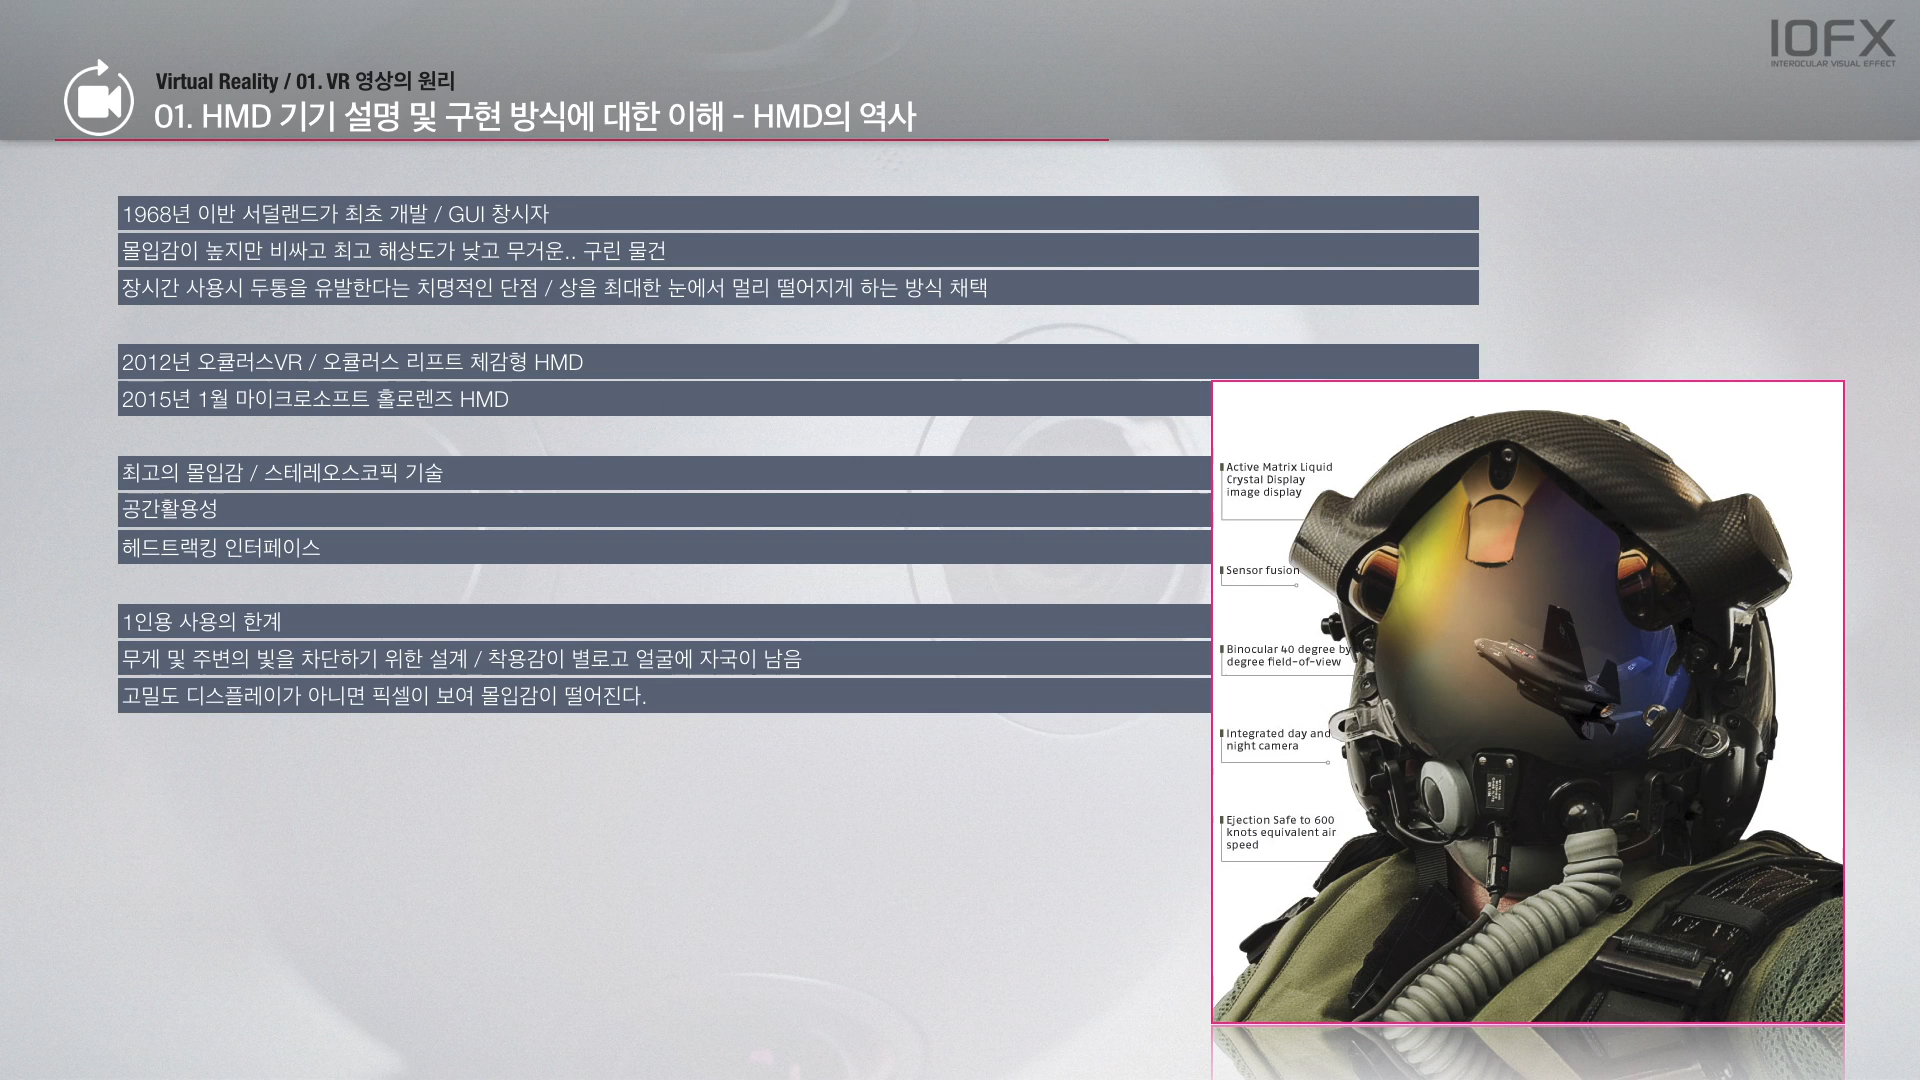 IOFX
INTEROCULAR VISUAL EFFECT
Virtual Reality / 01. VR 영상의 원리
01. HMD 기기 설명 및 구현 방식에 대한 이해 - HMD의 역사
1968년 이반 서덜랜드가 최초 개발 / GUI 창시자
몰입감이 높지만 비싸고 최고 해상도가 낮고 무거운.. 구린 물건
장시간 사용시 두통을 유발한다는 치명적인 단점 / 상을 최대한 눈에서 멀리 떨어지게 하는 방식 채택
2012년 오큘러스VR / 오큘러스 리프트 체감형 HMD
2015년 1월 마이크로소프트 홀로렌즈 HMD
최고의 몰입감 / 스테레오스코픽 기술
공간활용성
헤드트랙킹 인터페이스
1인용 사용의 한계
무게 및 주변의 빛을 차단하기 위한 설계 / 착용감이 별로고 얼굴에 자국이 남음
고밀도 디스플레이가 아니면 픽셀이 보여 몰입감이 떨어진다.
Active Matrix Liquid
Crystal Display
image display
Sensor fusion
Binocular 40 degree by
degree field-of-view
Integrated day and
night camera
Ejection Safe to 600
knots equivalent air
speed